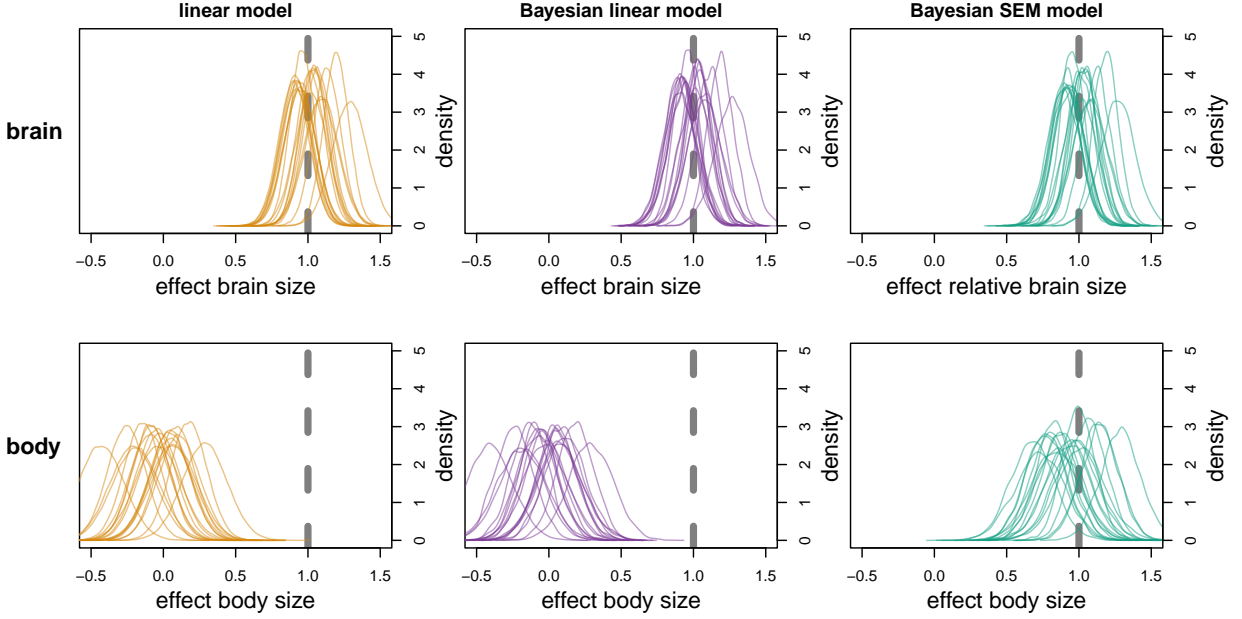 linear model Bayesian linear model Bayesian SEM model
brain
0 1 2 3 4 5
density
0 1 2 3 4 5
density
0 1 2 3 4 5
density
−0.5 0.0 0.5 1.0 1.5 −0.5 0.0 0.5 1.0 1.5 −0.5 0.0 0.5 1.0 1.5
effect brain size effect brain size effect relative brain size
body
0 1 2 3 4 5
density
0 1 2 3 4 5
density
0 1 2 3 4 5
density
−0.5 0.0 0.5 1.0 1.5 −0.5 0.0 0.5 1.0 1.5 −0.5 0.0 0.5 1.0 1.5
effect body size effect body size effect body size